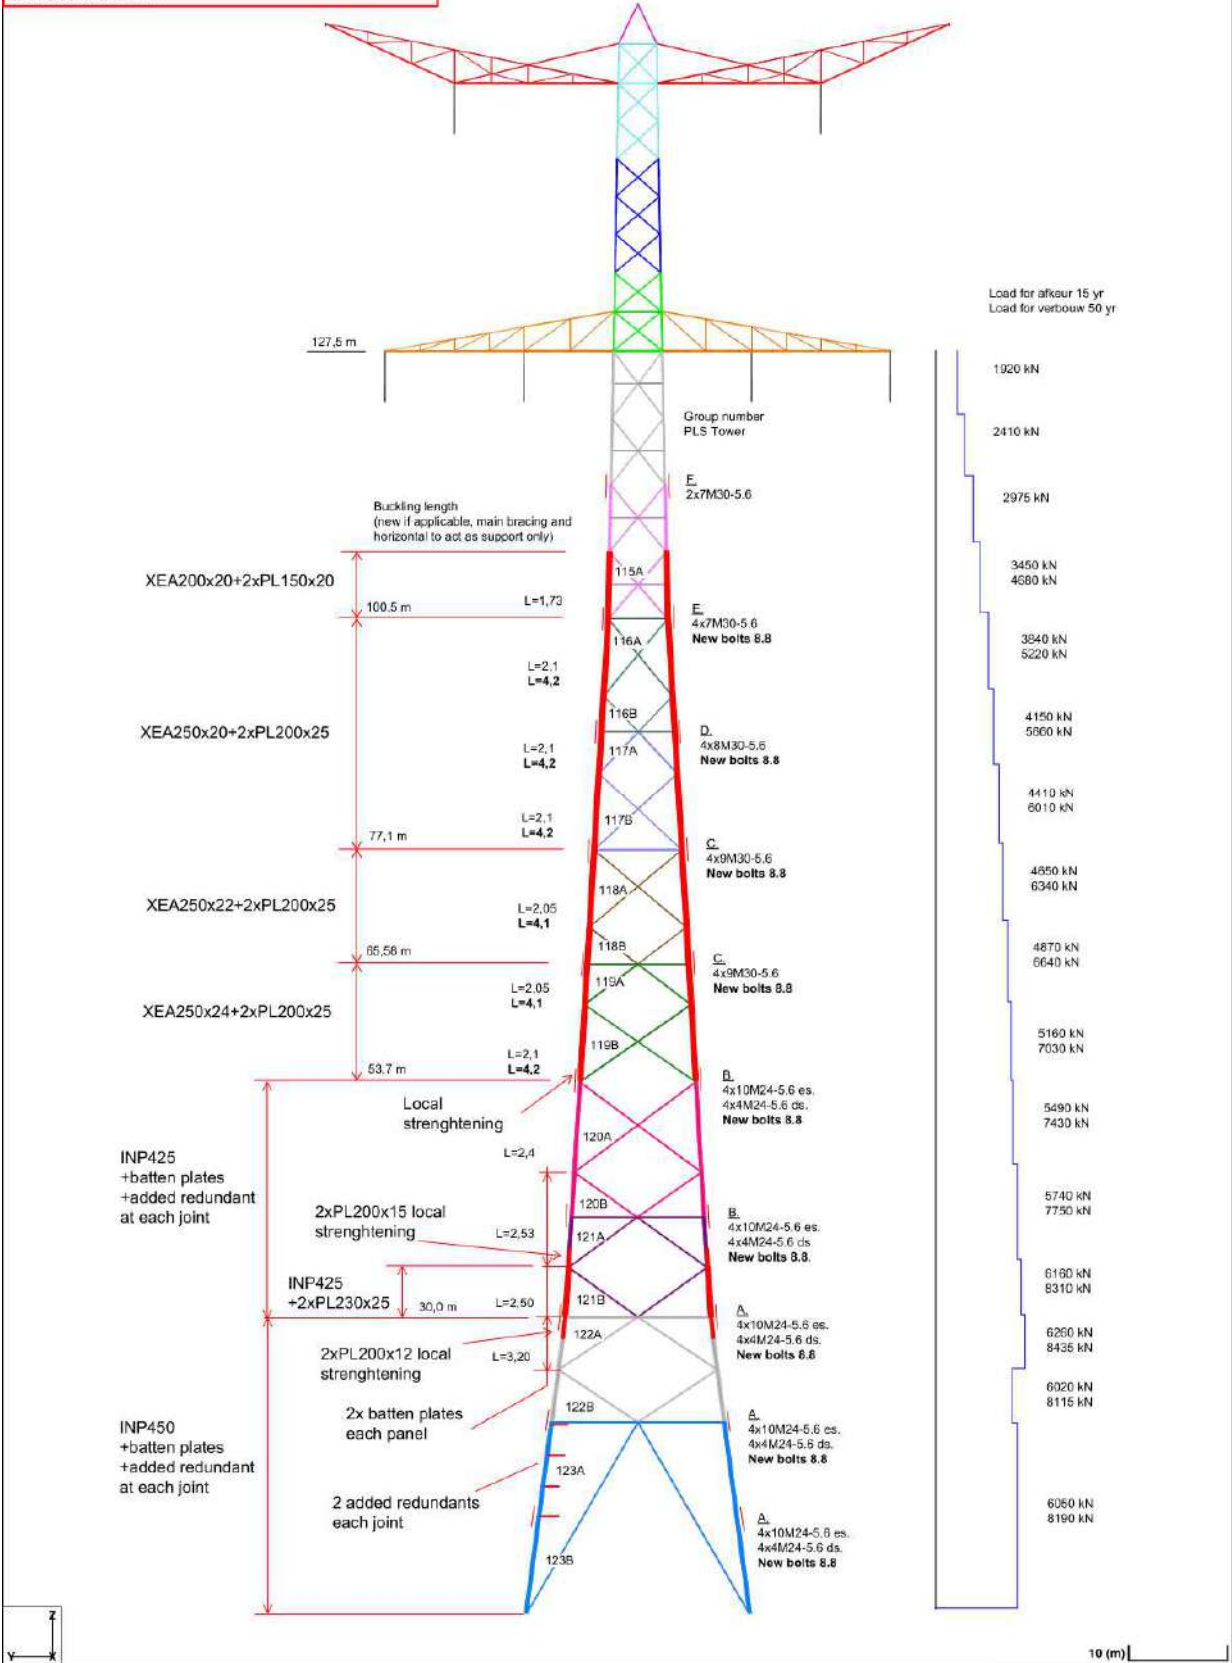 Load for afkeur 15 yr
Load for verbouw 50 yr
127,5 m
1920 kN
Group number
PLS Tower
2410 kN
F.
2x7M30-5.6
2975 kN
Buckling length
(new if applicable, main bracing and
horizontal to act as support only)
XEA200x20+2xPL150x20
115A
3450 kN
4680 kN
L=1,73
100.5 m
E.
4x7M30-5.6
New bolts 8.8
116A
3840 kN
5220 kN
L=2,1
L=4,2
XEA250x20+2xPL200x25
116B
D.
4x8M30-5.6
New bolts 8.8
4150 kN
5660 kN
L=2,1
L=4,2
117A
4410 kN
6010 kN
L=2,1
L=4,2
117B
77,1 m
C.
4x9M30-5.6
New bolts 8.8
4650 kN
6340 kN
118A
XEA250x22+2xPL200x25
L=2,05
L=4,1
118B
65,58 m
C.
4x9M30-5.6
New bolts 8.8
4870 kN
6640 kN
119A
L=2,05
L=4,1
XEA250x24+2xPL200x25
119B
5160 kN
7030 kN
L=2,1
L=4,2
53.7 m
B.
4x10M24-5.6 es.
4x4M24-5.6 ds.
New bolts 8.8
5490 kN
7430 kN
Local
strenghtening
120A
INP425
+batten plates
+added redundant
at each joint
L=2,4
5740 kN
7750 kN
120B
2xPL200x15 local
strenghtening
B.
4x10M24-5.6 es.
4x4M24-5.6 ds
New bolts 8.8.
L=2,53
121A
6160 kN
8310 kN
INP425
+2xPL230x25
30,0 m
L=2,50
121B
A.
4x10M24-5.6 es.
4x4M24-5.6 ds.
New bolts 8.8
6260 kN
8435 kN
122A
2xPL200x12 local
strenghtening
L=3,20
6020 kN
8115 kN
2x batten plates
each panel
122B
A.
4x10M24-5.6 es.
4x4M24-5.6 ds.
New bolts 8.8
INP450
+batten plates
+added redundant
at each joint
123A
2 added redundants
each joint
6050 kN
8190 kN
A.
4x10M24-5.6 es.
4x4M24-5.6 ds.
New bolts 8.8
123B
Z
Y
X
10 (m)